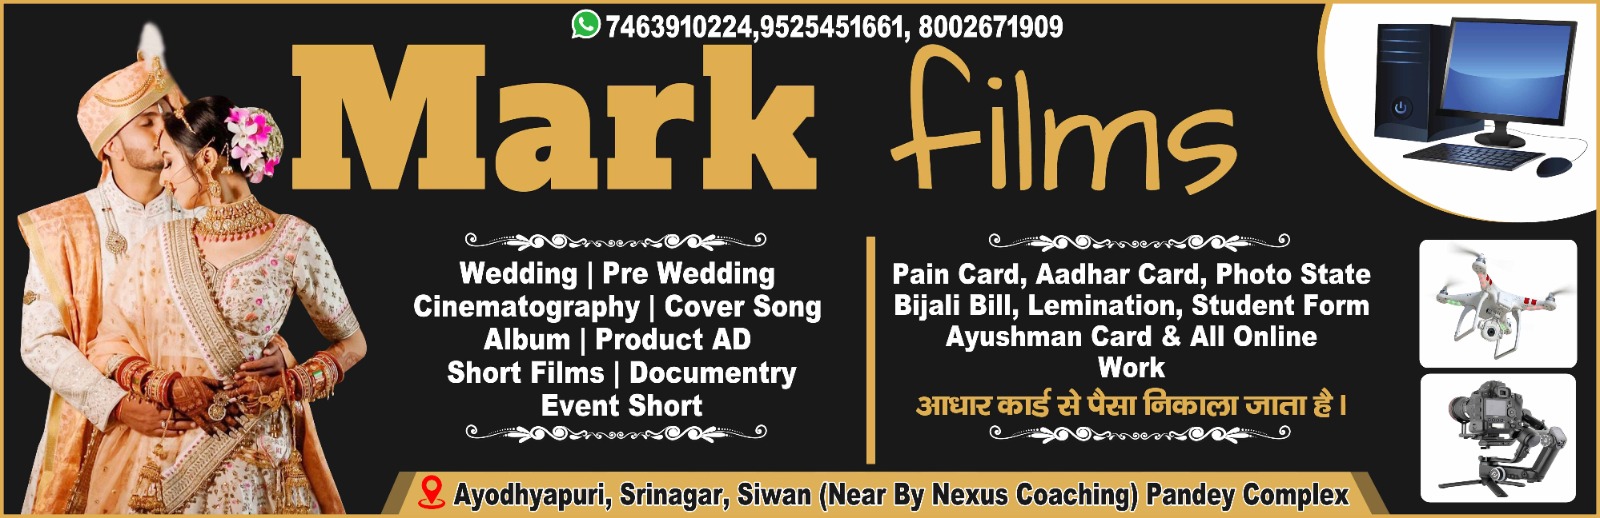 7463910224,9525451661, 8002671909
Mark films
Wedding | Pre Wedding
Cinematography | Cover Song
Album | Product AD
Short Films | Documentry
Event Short
Pain Card, Aadhar Card, Photo State
Bijali Bill, Lemination, Student Form
Ayushman Card & All Online
Work
आधार कार्ड से पैसा निकाला जाता है।
Ayodhyapuri, Srinagar, Siwan (Near By Nexus Coaching) Pandey Complex